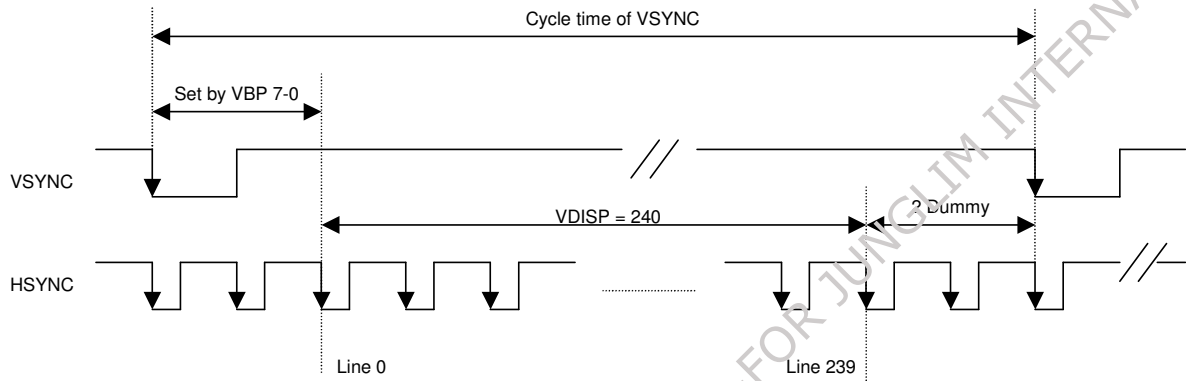 Cycle time of VSYNC
Set by VBP 7-0
VSYNC
VDISP = 240
2 Dummy
HSYNC
Line 0
Line 239
FOR JUNGLIM INTERNA